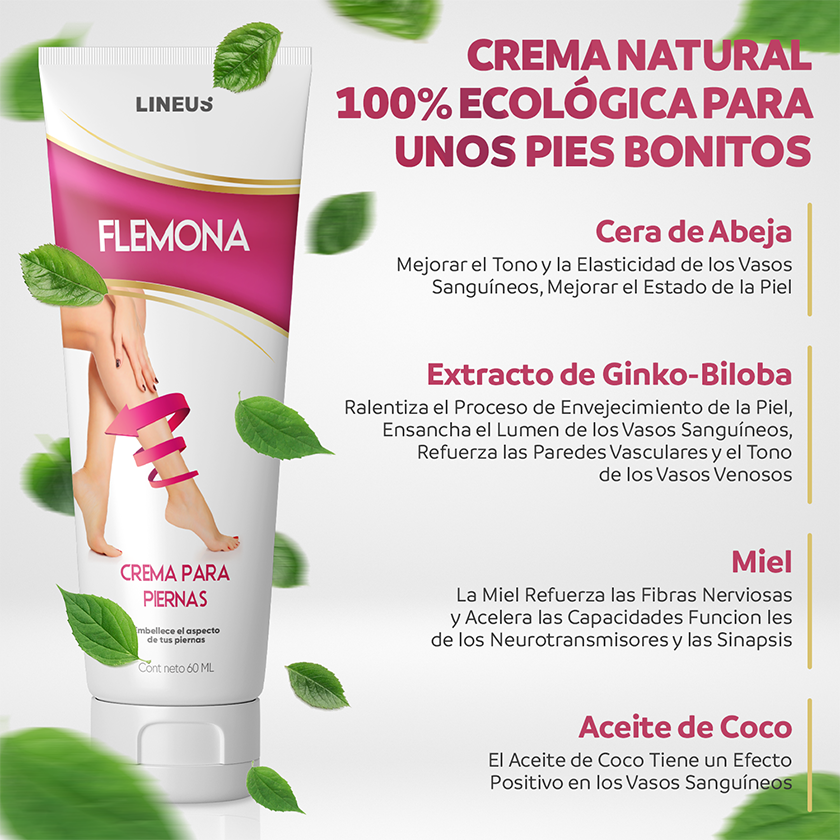 LINEUS
FLEMONA
CREMA PARA
PIERNAS
Embellece el aspecto
de tus piernas
Cont neto 60 ML
CREMA NATURAL
100% ECOLÓGICA PARA
UNOS PIES BONITOS
Cera de Abeja
Mejorar el Tono y la Elasticidad de los Vasos
Sanguíneos, Mejorar el Estado de la Piel
Extracto de Ginko-Biloba
Ralentiza el Proceso de Envejecimiento de la Piel,
Ensancha el Lumen de los Vasos Sanguíneos,
Refuerza las Paredes Vasculares y el Tono
de los Vasos Venosos
Miel
La Miel Refuerza las Fibras Nerviosas
y Acelera las Capacidades Funcion les
de los Neurotransmisores y las Sinapsis
Aceite de Coco
El Aceite de Coco Tiene un Efecto
Positivo en los Vasos Sanguíneos